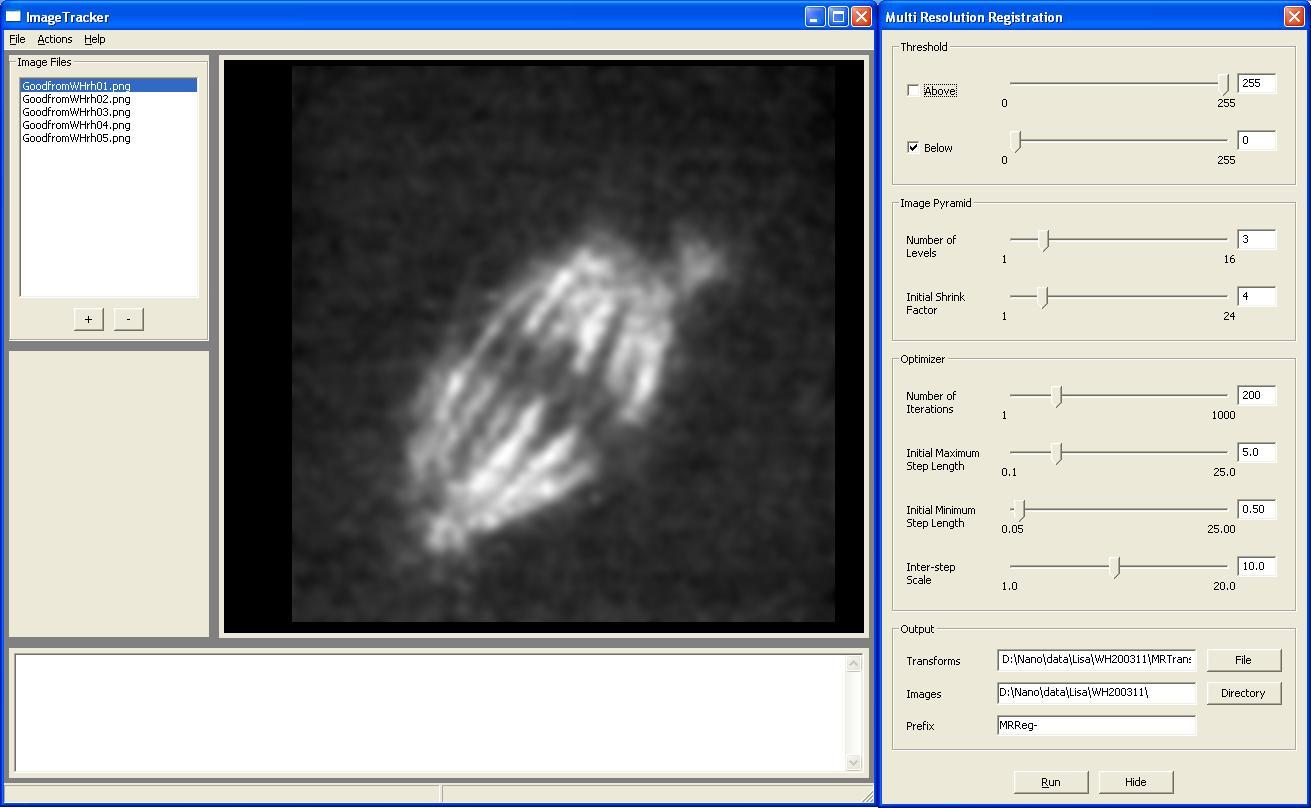 ImageTracker
File Actions Help
Image Files
GoodfromWHrh01.png
GoodfromWHrh02.png
GoodfromWHrh03.png
GoodfromWHrh04.png
GoodfromWHrh05.png
+ -
Multi Resolution Registration
Threshold
Above 255
0 255
Below 0
0 255
Image Pyramid
Number of Levels 3
1 16
Initial Shrink Factor 4
1 24
Optimizer
Number of Iterations 200
1 1000
Initial Maximum Step Length 5.0
0.1 25.0
Initial Minimum Step Length 0.50
0.05 25.00
Inter-step Scale 10.0
1.0 20.0
Output
Transforms D:\Nano\data\Lisa\WH200311\MRTrans File
Images D:\Nano\data\Lisa\WH200311\ Directory
Prefix MRReg-
Run Hide